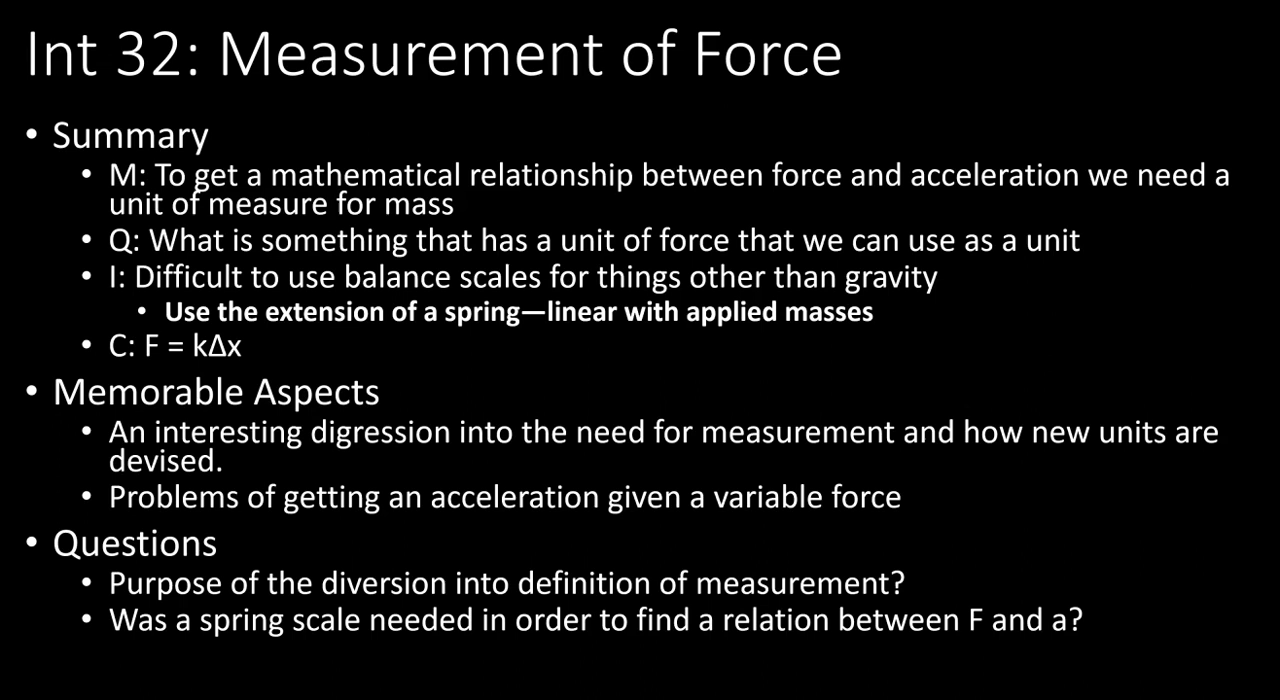 Int 32: Measurement of Force
• Summary
• M: To get a mathematical relationship between force and acceleration we need a
unit of measure for mass
• Q: What is something that has a unit of force that we can use as a unit
• I: Difficult to use balance scales for things other than gravity
• Use the extension of a spring—linear with applied masses
• C: F = kΔx
• Memorable Aspects
• An interesting digression into the need for measurement and how new units are
devised.
• Problems of getting an acceleration given a variable force
• Questions
• Purpose of the diversion into definition of measurement?
• Was a spring scale needed in order to find a relation between F and a?